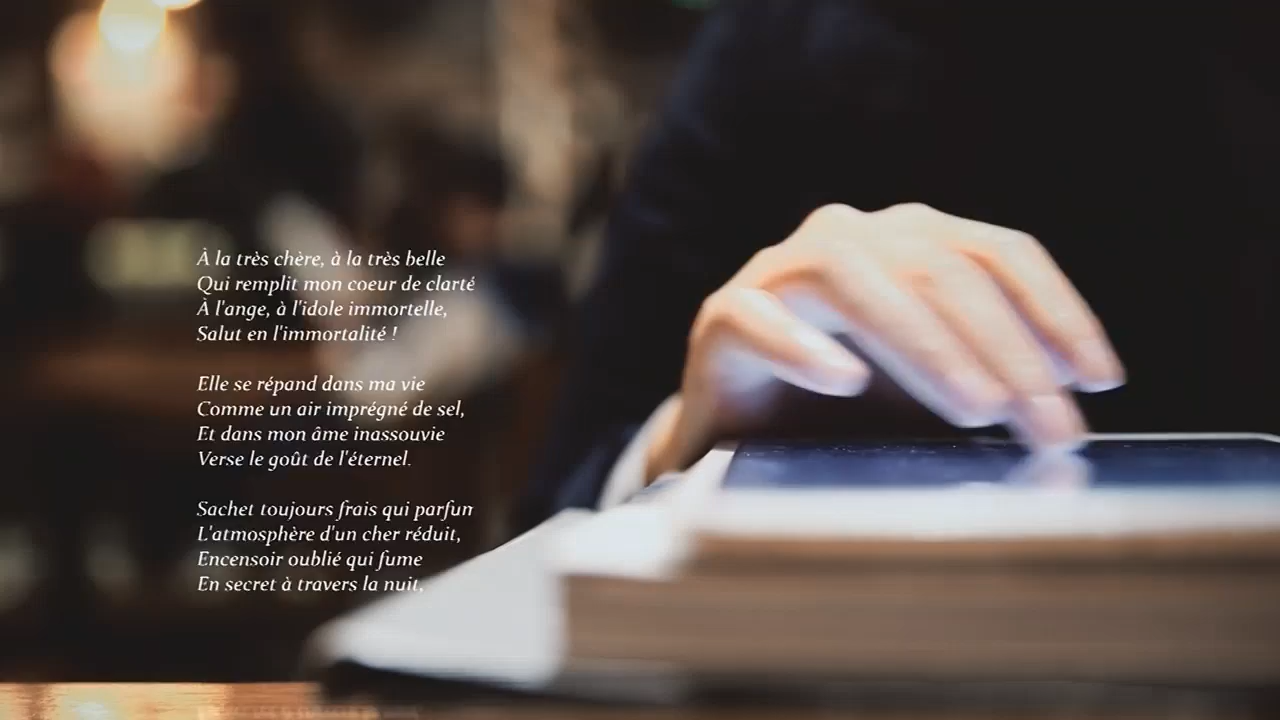 À la très chère, à la très belle
Qui remplit mon coeur de clarté
À l'ange, à l'idole immortelle,
Salut en l'immortalité !
Elle se répand dans ma vie
Comme un air imprégné de sel,
Et dans mon âme inassouvie
Verse le goût de l'éternel.
Sachet toujours frais qui parfum
L'atmosphère d'un cher réduit,
Encensoir oublié qui fume
En secret à travers la nuit,